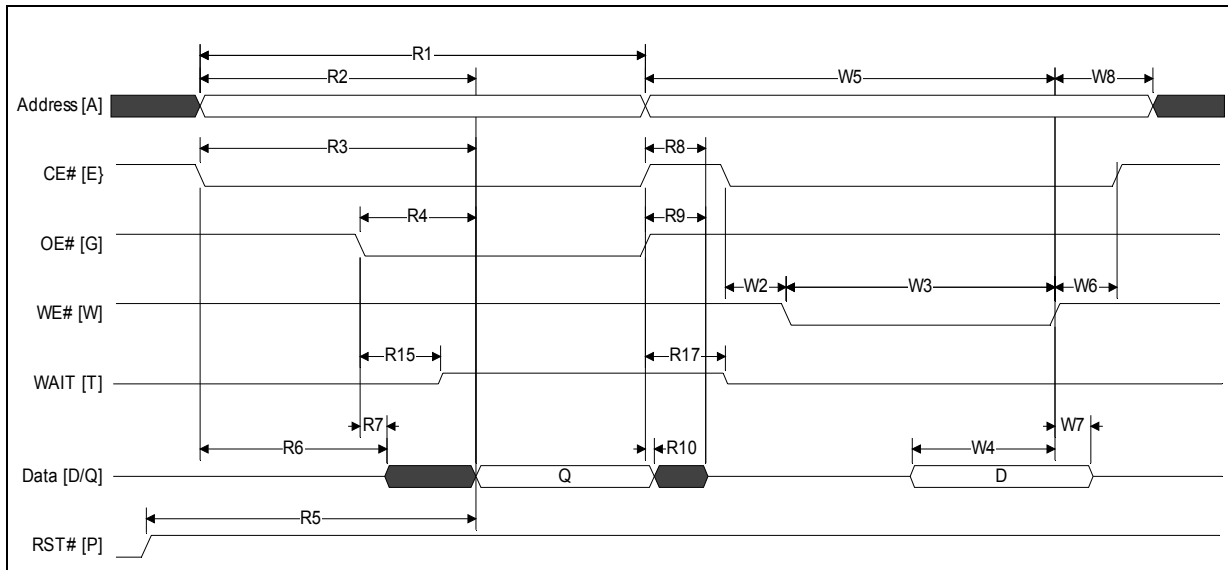 R1
R2
W5
W8
Address [A]
R3
R8
CE# [E}
R4
R9
OE# [G]
W2
W3
W6
WE# [W]
R15
R17
WAIT [T]
R7
W7
R6
R10
W4
Data [D/Q]
Q
D
R5
RST# [P]